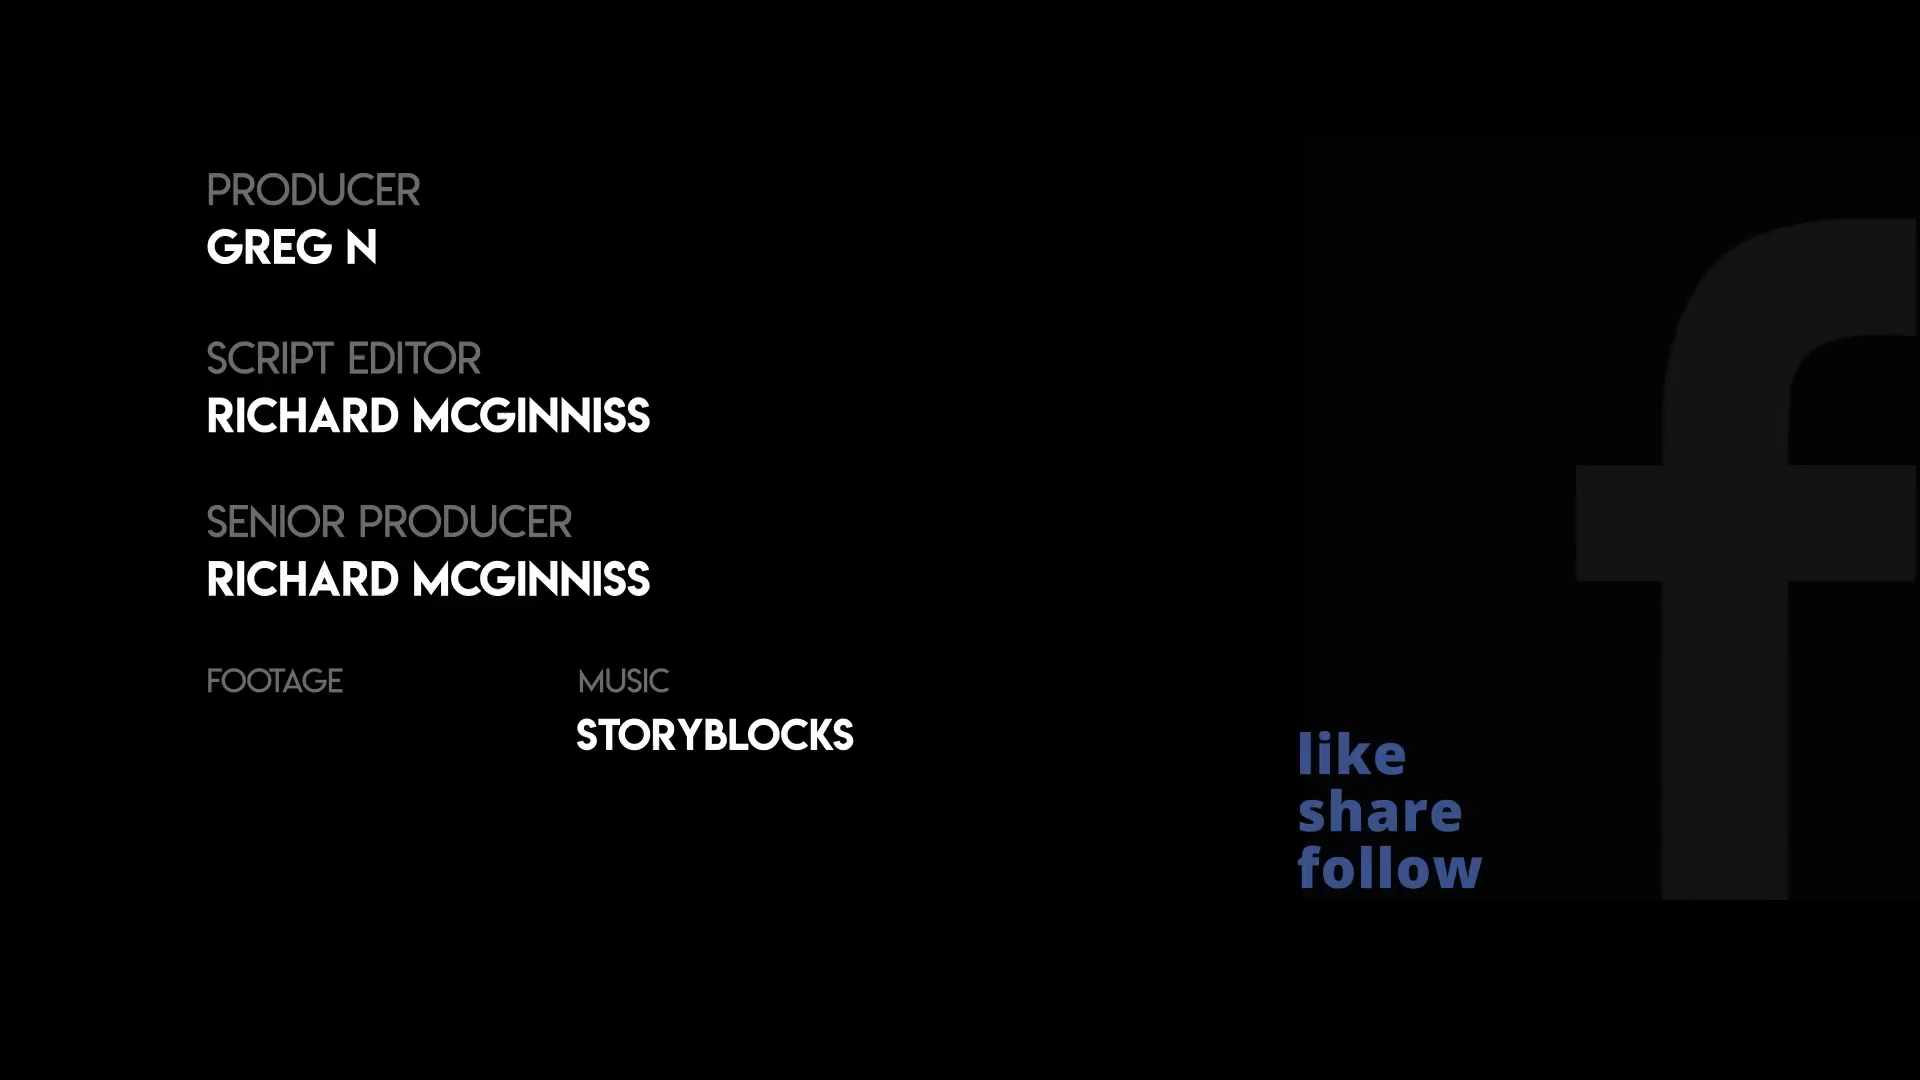 PRODUCER
GREG N
SCRIPT EDITOR
RICHARD MCGINNISS
SENIOR PRODUCER
RICHARD MCGINNISS
FOOTAGE
MUSIC
STORYBLOCKS
like
share
follow
f